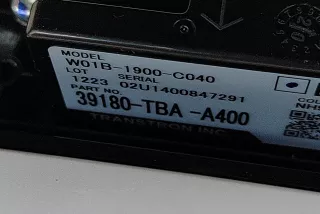 MODEL
W01B-1900-C040
LOT SERIAL
1223 02U1400847291
PART NO.
39180-TBA -A400
TRANSTRON INC.